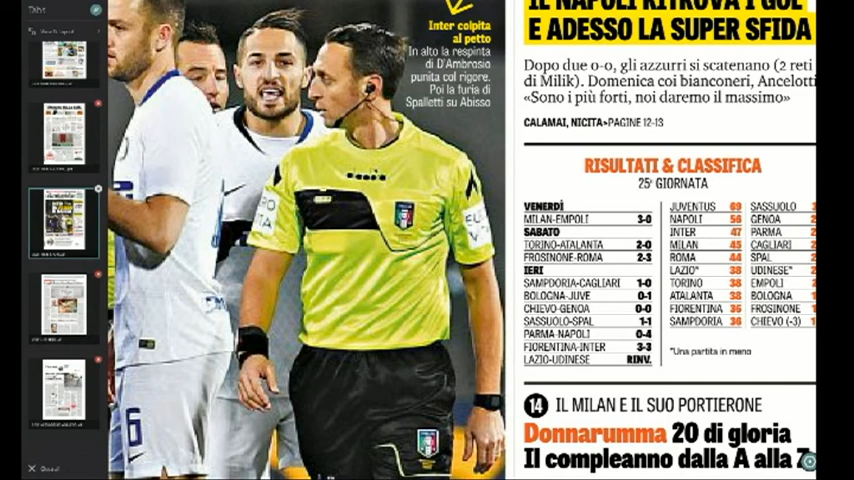 Inter colpita
al petto
In alto la respinta
di D'Ambrosio
punita col rigore.
Poi la furia di
Spalletti su Abisso
IL NAPOLI RITROVA I GOL
E ADESSO LA SUPER SFIDA
Dopo due 0-0, gli azzurri si scatenano (2 reti
di Milik). Domenica coi bianconeri, Ancelotti
«Sono i più forti, noi daremo il massimo»
CALAMAI, NICITA>PAGINE 12-13
RISULTATI & CLASSIFICA
25ª GIORNATA
VENERDÌ
MILAN-EMPOLI 3-0
SABATO
TORINO-ATALANTA 2-0
FROSINONE-ROMA 2-3
IERI
SAMPDORIA-CAGLIARI 1-0
BOLOGNA-JUVE 0-1
CHIEVO-GENOA 0-0
SASSUOLO-SPAL 1-1
PARMA-NAPOLI 0-4
FIORENTINA-INTER 3-3
LAZIO-UDINESE RINV.
JUVENTUS 69
NAPOLI 56
INTER 47
MILAN 45
ROMA 44
LAZIO* 38
TORINO 38
ATALANTA 38
FIORENTINA 36
SAMPDORIA 36
SASSUOLO
GENOA
PARMA
CAGLIARI
SPAL
UDINESE*
EMPOLI
BOLOGNA
FROSINONE
CHIEVO (-3)
*Una partita in meno
14 IL MILAN E IL SUO PORTIERONE
Donnarumma 20 di gloria
Il compleanno dalla A alla Z
6